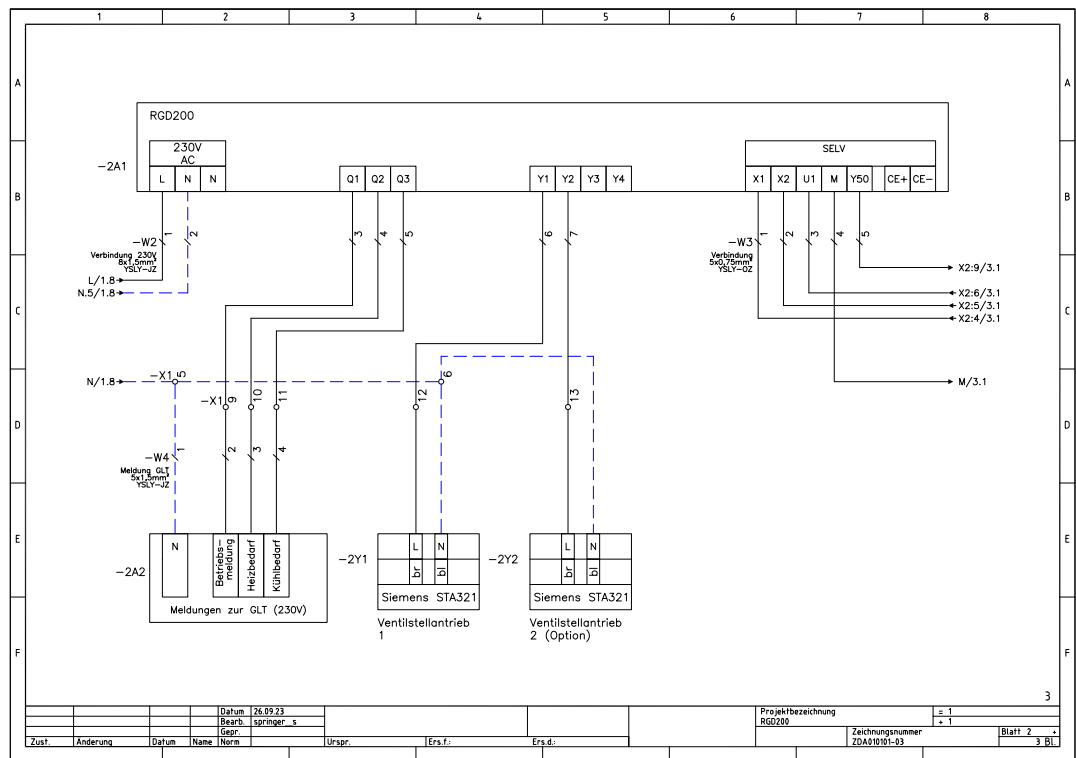 1 2 3 4 5 6 7 8
A A
RGD200
230V
AC
SELV
-2A1
L N N Q1 Q2 Q3 Y1 Y2 Y3 Y4 X1 X2 U1 M Y50 CE+ CE-
B B
1 2 3 4 5 6 7 1 2 3 4 5
-W2
Verbindung 230V
8x1,5mm²
YSLY-JZ
-W3
Verbindung
5x0,75mm²
YSLY-OZ
L/1.8
N.5/1.8
X2:9/3.1
X2:6/3.1
X2:5/3.1
X2:4/3.1
C C
N/1.8
-X1 5
6
M/3.1
-X1 9 10 11 12 13
D D
-W4
1 2 3 4
Meldung GLT
5x1,5mm²
YSLY-JZ
E E
-2A2
N
Betriebs-
meldung
Heizbedarf
Kühlbedarf
Meldungen zur GLT (230V)
-2Y1
L N
br bl
Siemens STA321
Ventilstellantrieb
1
-2Y2
L N
br bl
Siemens STA321
Ventilstellantrieb
2 (Option)
F F
3
Datum 26.09.23
Bearb. springer_s
Gepr.
Zust. Anderung Datum Name Norm Urspr. Ers.f.: Ers.d.:
Projektbezeichnung
RGD200
= 1
+ 1
Zeichnungsnummer
ZDA010101-03
Blatt 2 +
3 Bl.